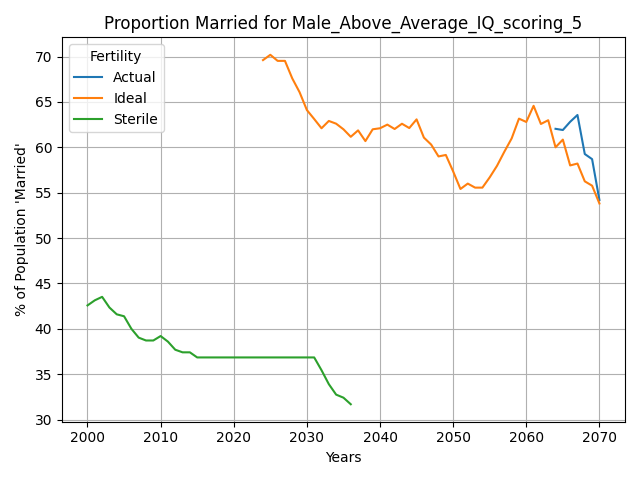 Proportion Married for Male_Above_Average_IQ_scoring_5
% of Population 'Married'
70
65
60
55
50
45
40
35
30
Fertility
Actual
Ideal
Sterile
2000 2010 2020 2030 2040 2050 2060 2070
Years